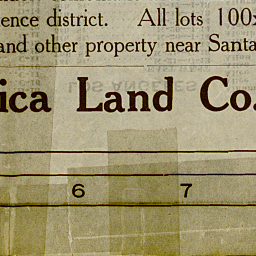 ence district. All lots 100x
and other property near Santa
ica Land Co.
6 7